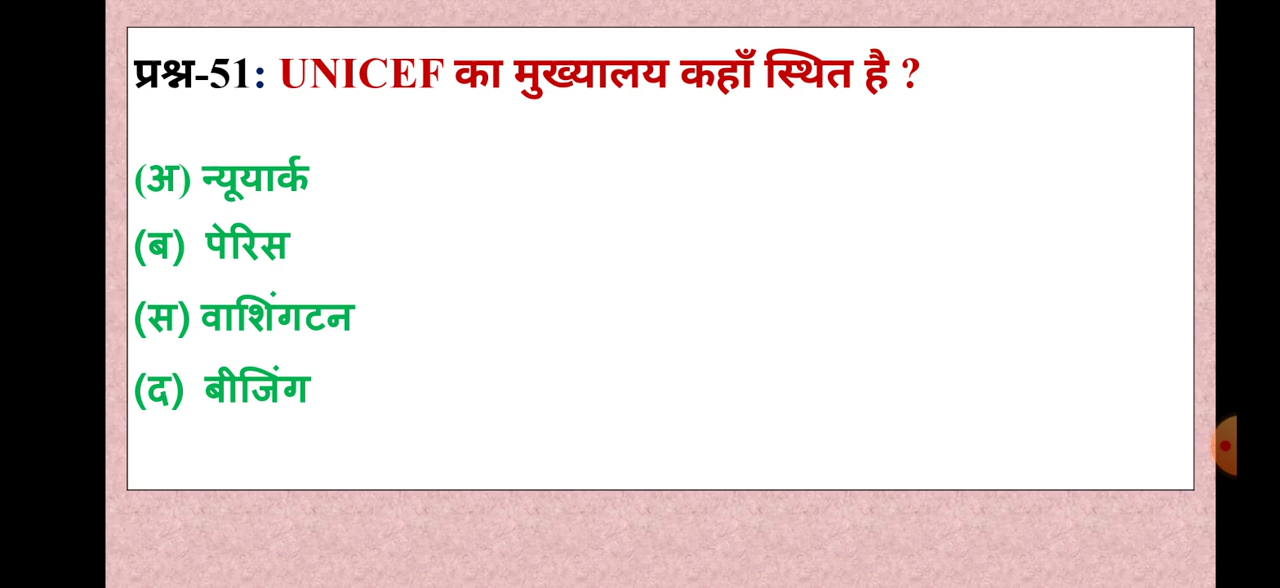 प्रश्न-51: UNICEF का मुख्यालय कहाँ स्थित है ?
(अ) न्यूयार्क
(ब) पेरिस
(स) वाशिंगटन
(द) बीजिंग